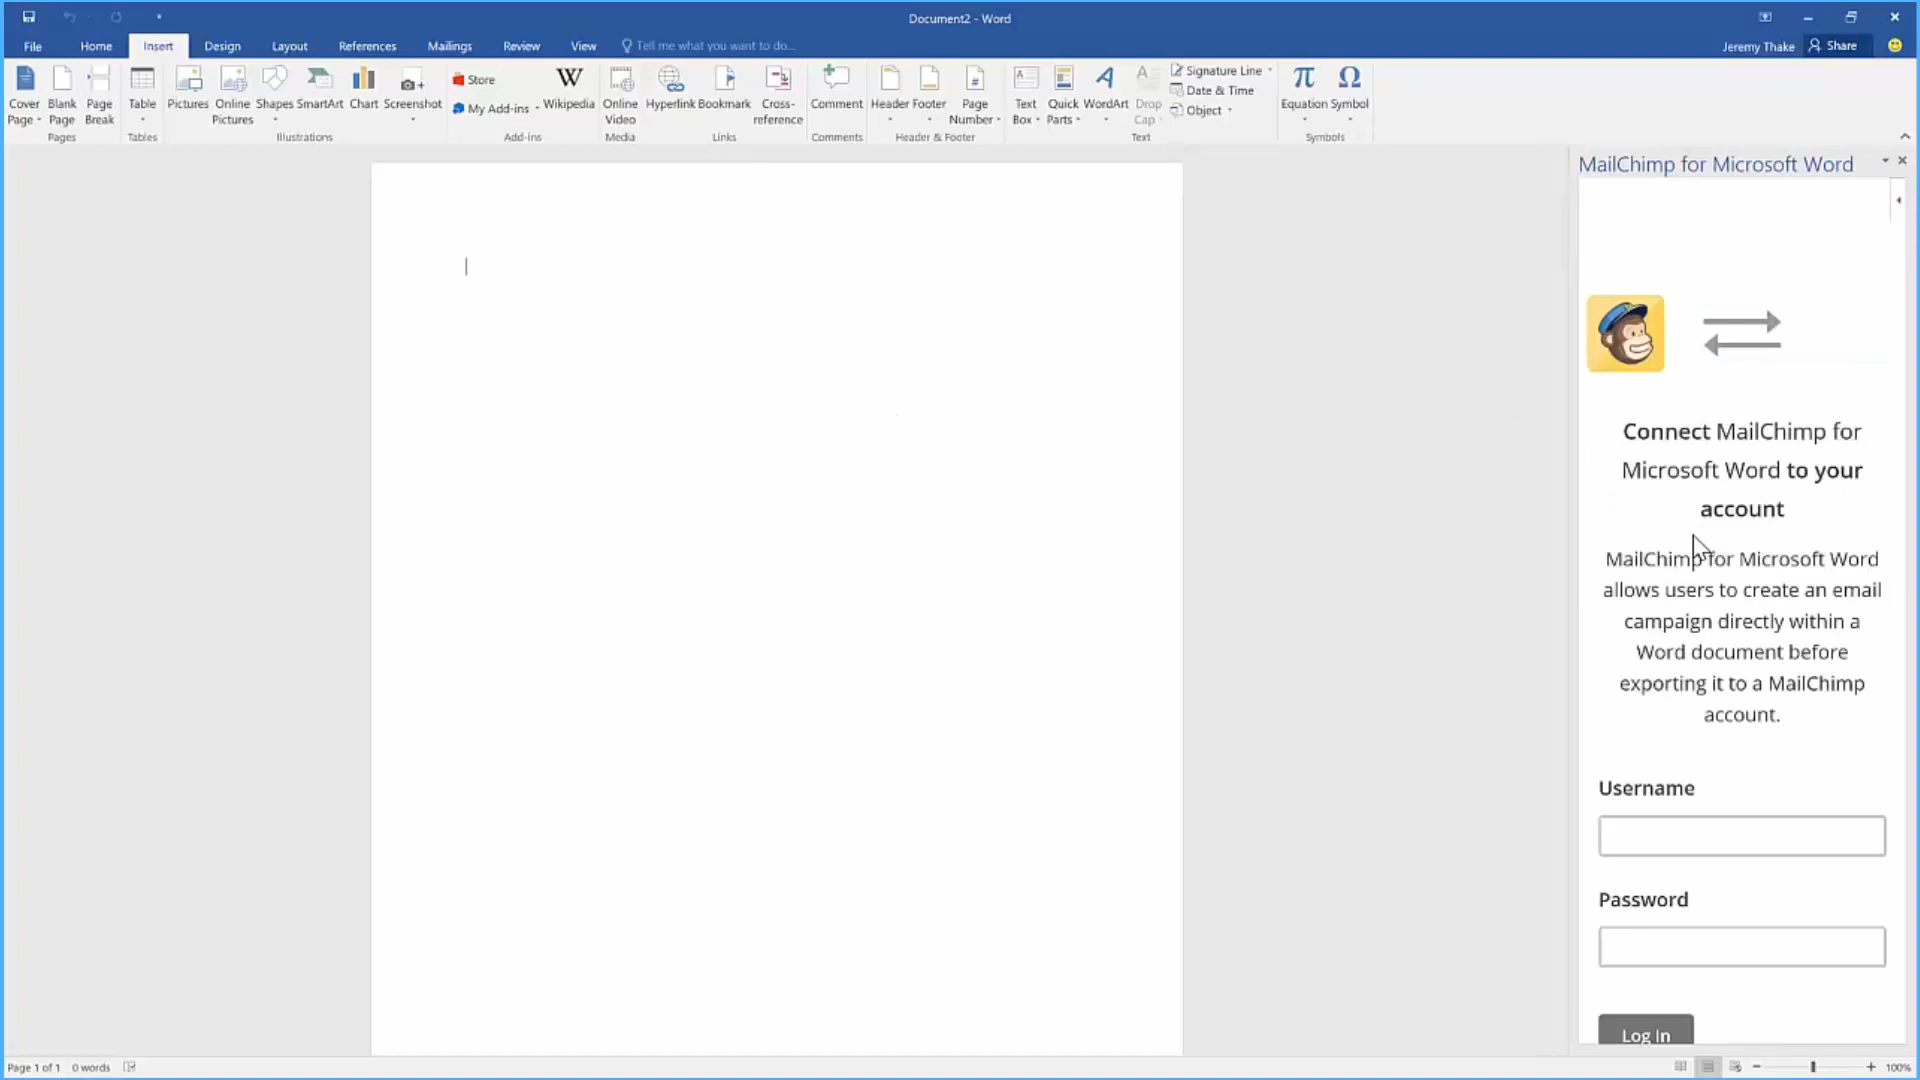 Document2 - Word
File Home Insert Design Layout References Mailings Review View Tell me what you want to do... Jeremy Thake Share
Cover Page Blank Page Page Break Table Pictures Online Pictures Shapes SmartArt Chart Screenshot Store My Add-ins Wikipedia Online Video Hyperlink Bookmark Cross-reference Comment Header Footer Page Number Text Box Quick Parts WordArt Drop Cap Signature Line Date & Time Object Equation Symbol
Pages Tables Illustrations Add-ins Media Links Comments Header & Footer Text Symbols
MailChimp for Microsoft Word
Connect MailChimp for
Microsoft Word to your
account
MailChimp for Microsoft Word
allows users to create an email
campaign directly within a
Word document before
exporting it to a MailChimp
account.
Username
Password
Log In
Page 1 of 1 0 words 100%